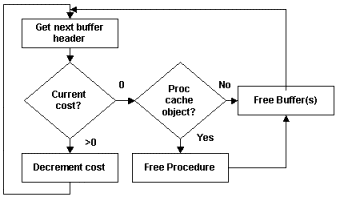 Get next buffer
header
Current
cost?
0
Proc
cache
object?
No
Free Buffer(s)
>0
Yes
Decrement cost
Free Procedure